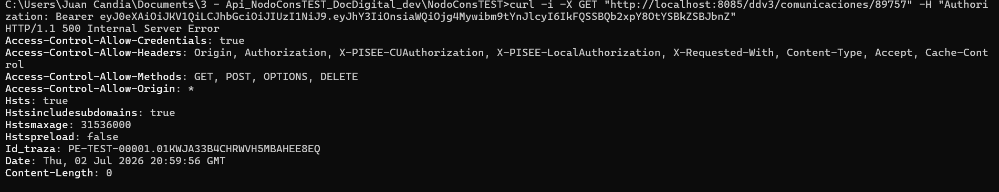 C:\Users\Juan Candia\Documents\3 - Api_NodoConsTEST_DocDigital_dev\NodoConsTEST>curl -i -X GET "http://localhost:8085/ddv3/comunicaciones/89757" -H "Authori
zation: Bearer eyJ0eXAiOiJKV1QiLCJhbGciOiJIUzI1NiJ9.eyJhY3IiOnsiaWQiOjg4Mywibm9tYnJlcyI6IkFQSSBQb2xpY8OtYSBkZSBJbnZ"
HTTP/1.1 500 Internal Server Error
Access-Control-Allow-Credentials: true
Access-Control-Allow-Headers: Origin, Authorization, X-PISEE-CUAuthorization, X-PISEE-LocalAuthorization, X-Requested-With, Content-Type, Accept, Cache-Cont
rol
Access-Control-Allow-Methods: GET, POST, OPTIONS, DELETE
Access-Control-Allow-Origin: *
Hsts: true
Hstsincludesubdomains: true
Hstsmaxage: 31536000
Hstspreload: false
Id_traza: PE-TEST-00001.01KWJA33B4CHRWVH5MBAHEE8EQ
Date: Thu, 02 Jul 2026 20:59:56 GMT
Content-Length: 0